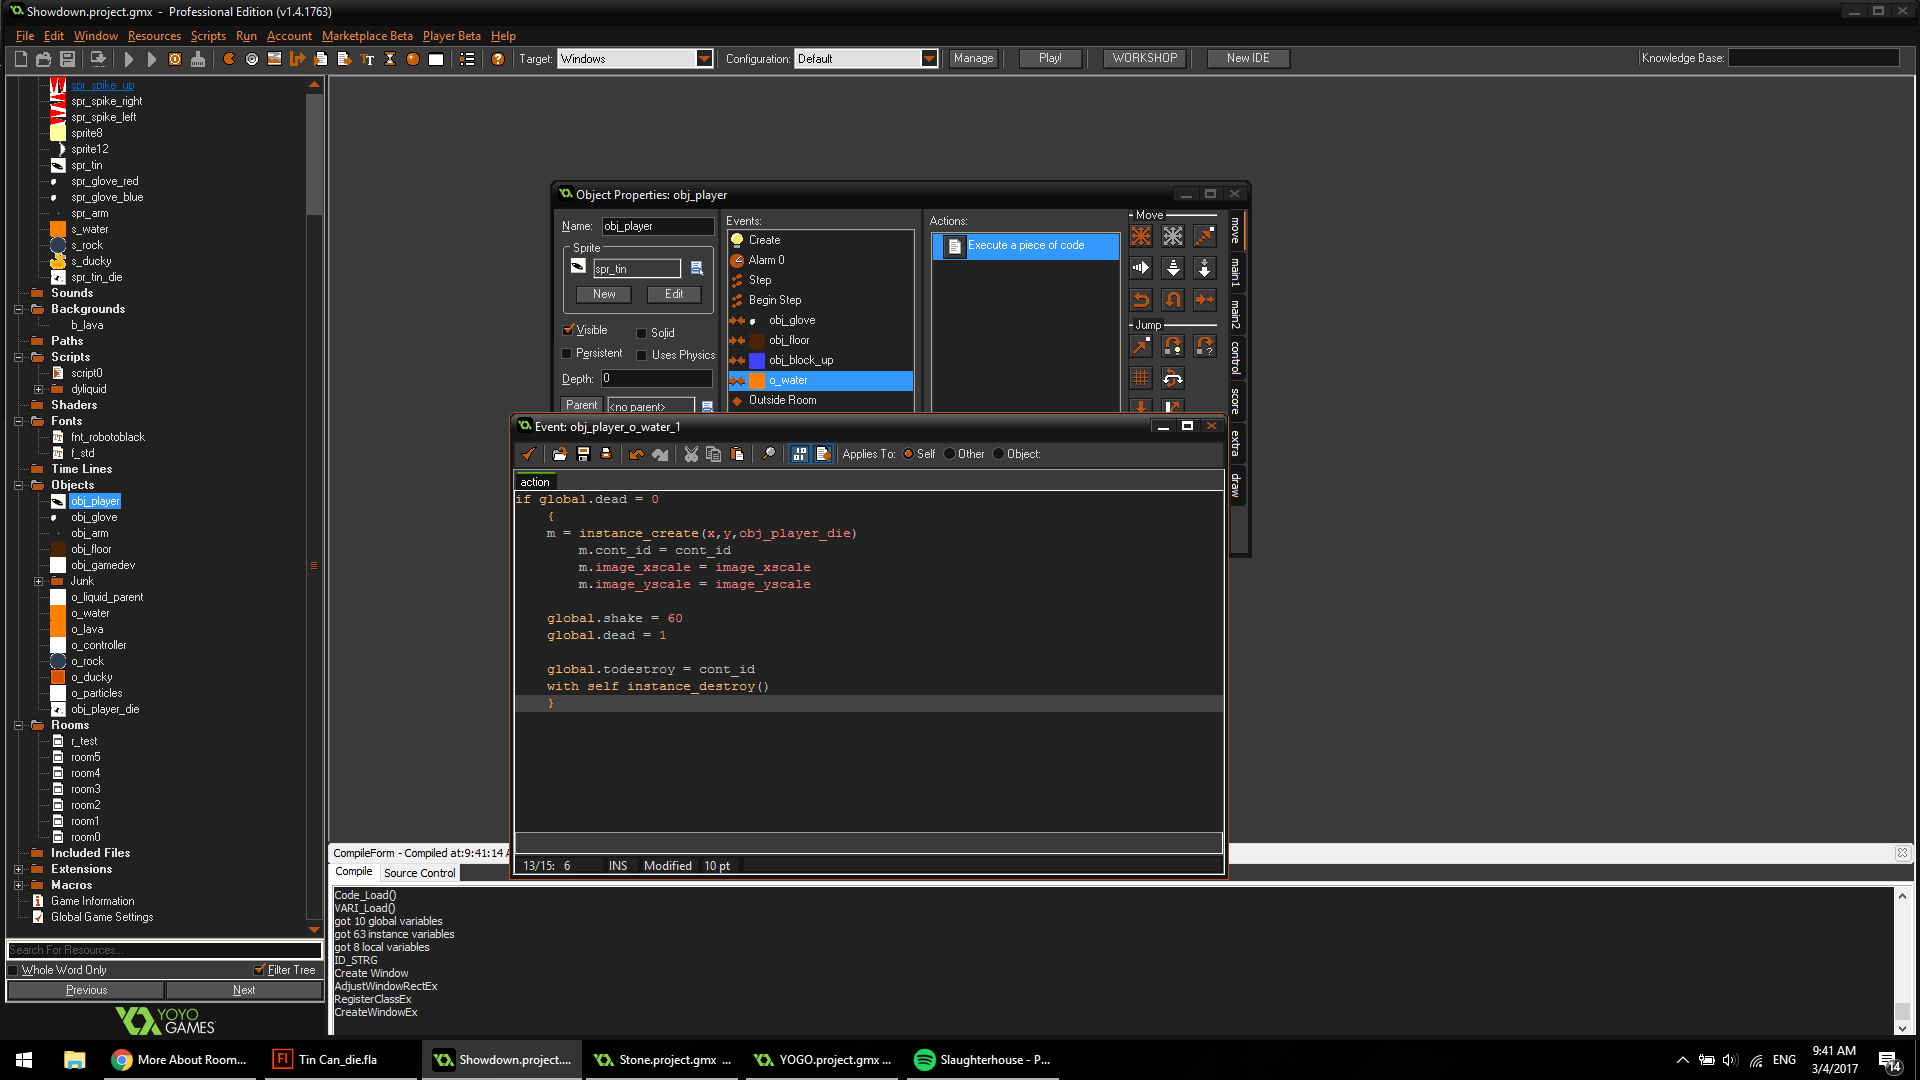 Showdown.project.gmx - Professional Edition (v1.4.1763)
File Edit Window Resources Scripts Run Account Marketplace Beta Player Beta Help
Target: Windows Configuration: Default Manage Play! WORKSHOP New IDE Knowledge Base:
spr_spike_up
spr_spike_right
spr_spike_left
sprite8
sprite12
spr_tin
spr_glove_red
spr_glove_blue
spr_arm
s_water
s_rock
s_ducky
spr_tin_die
Sounds
Backgrounds
b_lava
Paths
Scripts
script0
dyliquid
Shaders
Fonts
fnt_robotoblack
f_std
Time Lines
Objects
obj_player
obj_glove
obj_arm
obj_floor
obj_gamedev
Junk
o_liquid_parent
o_water
o_lava
o_controller
o_rock
o_ducky
o_particles
obj_player_die
Rooms
r_test
room5
room4
room3
room2
room1
room0
Included Files
Extensions
Macros
Game Information
Global Game Settings
Search For Resources...
Whole Word Only Filter Tree
Previous Next
YOYO
GAMES
Object Properties: obj_player
Name: obj_player
Sprite
spr_tin
New Edit
Visible Solid
Persistent Uses Physics
Depth: 0
Parent <no parent>
Events:
Create
Alarm 0
Step
Begin Step
obj_glove
obj_floor
obj_block_up
o_water
Outside Room
Actions:
Execute a piece of code
Move
Jump
move
main1
main2
control
score
extra
draw
Event: obj_player_o_water_1
Applies To: Self Other Object:
action
if global.dead = 0
{
m = instance_create(x,y,obj_player_die)
m.cont_id = cont_id
m.image_xscale = image_xscale
m.image_yscale = image_yscale
global.shake = 60
global.dead = 1
global.todestroy = cont_id
with self instance_destroy()
}
13/15: 6 INS Modified 10 pt
CompileForm - Compiled at:9:41:14
Compile Source Control
Code_Load()
VARI_Load()
got 10 global variables
got 63 instance variables
got 8 local variables
ID_STRG
Create Window
AdjustWindowRectEx
RegisterClassEx
CreateWindowEx
More About Room... Fl Tin Can_die.fla Showdown.project.... Stone.project.gmx ... YOGO.project.gmx ... Slaughterhouse - P... ENG 9:41 AM
3/4/2017 14